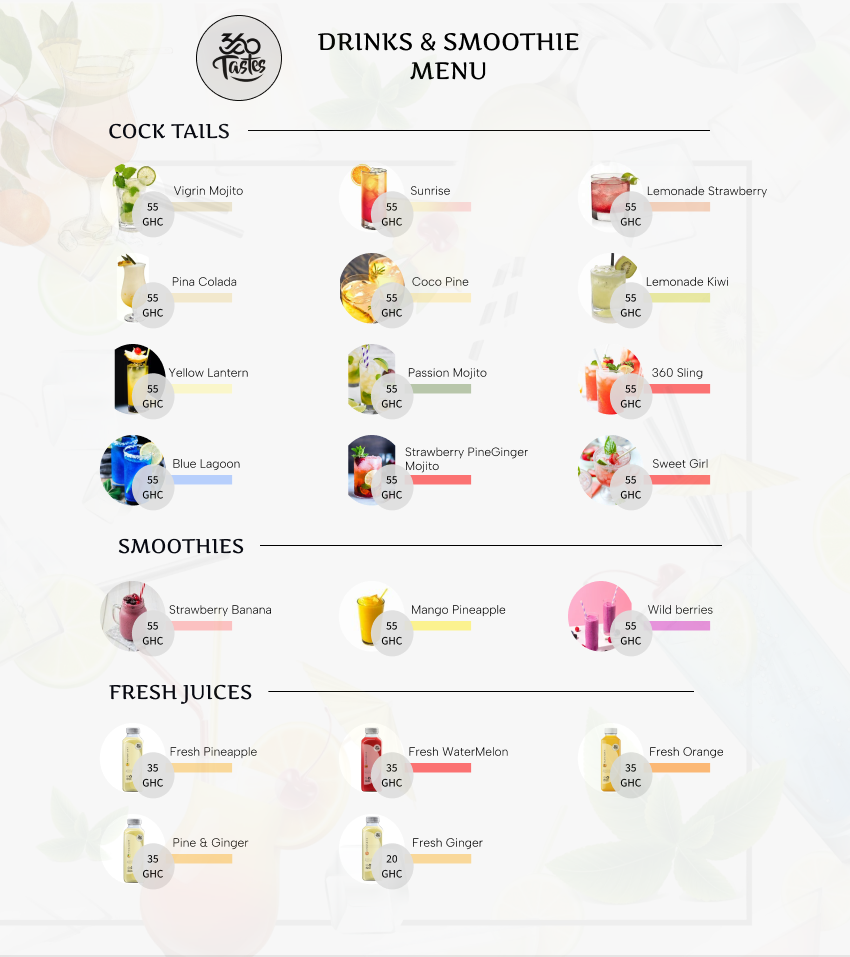 360
Tastes
DRINKS & SMOOTHIE
MENU
COCK TAILS
Vigrin Mojito
55
GHC
Sunrise
55
GHC
Lemonade Strawberry
55
GHC
Pina Colada
55
GHC
Coco Pine
55
GHC
Lemonade Kiwi
55
GHC
Yellow Lantern
55
GHC
Passion Mojito
55
GHC
360 Sling
55
GHC
Blue Lagoon
55
GHC
Strawberry PineGinger
Mojito
55
GHC
Sweet Girl
55
GHC
SMOOTHIES
Strawberry Banana
55
GHC
Mango Pineapple
55
GHC
Wild berries
55
GHC
FRESH JUICES
Fresh Pineapple
35
GHC
Fresh WaterMelon
35
GHC
Fresh Orange
35
GHC
Pine & Ginger
35
GHC
Fresh Ginger
20
GHC